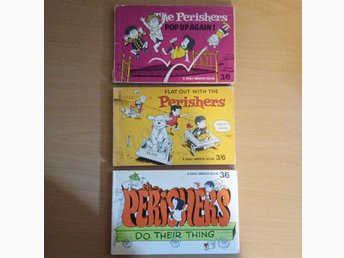 The Perishers
POP UP AGAIN!
A DAILY MIRROR BOOK 3/6
FLAT OUT WITH THE
Perishers
A DAILY MIRROR BOOK 3/6
A DAILY MIRROR BOOK 3/6
the
PERISHERS
DO THEIR THING